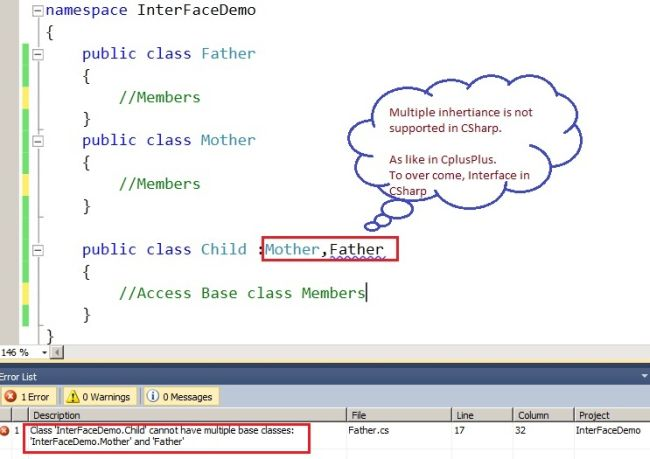 namespace InterFaceDemo
{
public class Father
{
//Members
}
public class Mother
{
//Members
}
public class Child :Mother,Father
{
//Access Base class Members
}
}
Multiple inhertiance is not
supported in CSharp.
As like in CplusPlus.
To over come, Interface in
CSharp
146 %
Error List
1 Error
0 Warnings
0 Messages
Description File Line Column Project
1 Class 'InterFaceDemo.Child' cannot have multiple base classes: Father.cs 17 32 InterFaceDemo
'InterFaceDemo.Mother' and 'Father'